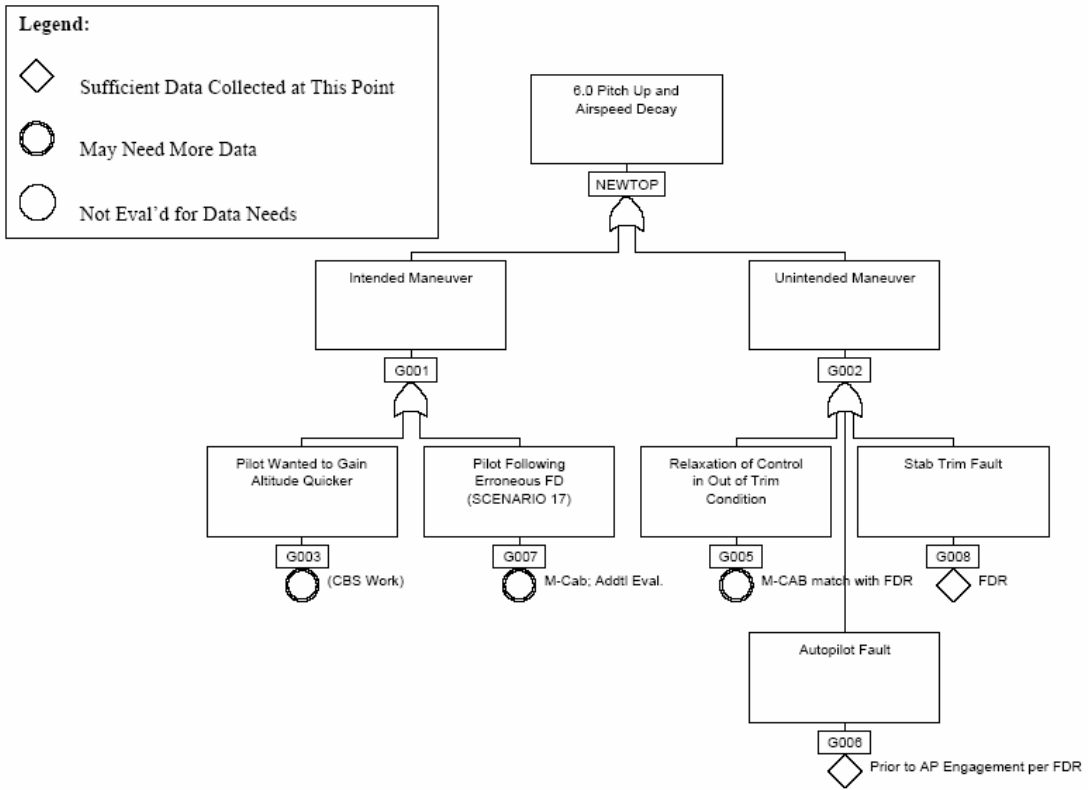 Legend:
Sufficient Data Collected at This Point
May Need More Data
Not Eval'd for Data Needs
6.0 Pitch Up and
Airspeed Decay
NEWTOP
Intended Maneuver
Unintended Maneuver
G001
G002
Pilot Wanted to Gain
Altitude Quicker
Pilot Following
Erroneous FD
(SCENARIO 17)
Relaxation of Control
in Out of Trim
Condition
Stab Trim Fault
G003
G007
G005
G008
(CBS Work)
M-Cab; Addtl Eval.
M-CAB match with FDR
FDR
Autopilot Fault
G006
Prior to AP Engagement per FDR